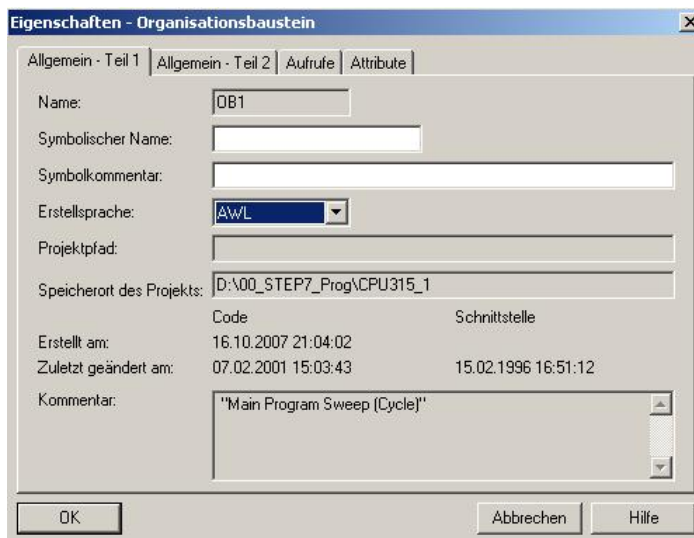 Eigenschaften - Organisationsbaustein
Allgemein - Teil 1 Allgemein - Teil 2 Aufrufe Attribute
Name: OB1
Symbolischer Name:
Symbolkommentar:
Erstellsprache: AWL
Projektpfad:
Speicherort des Projekts: D:\00_STEP7_Prog\CPU315_1
Code Schnittstelle
Erstellt am: 16.10.2007 21:04:02
Zuletzt geändert am: 07.02.2001 15:03:43 15.02.1996 16:51:12
Kommentar: "Main Program Sweep (Cycle)"
OK Abbrechen Hilfe